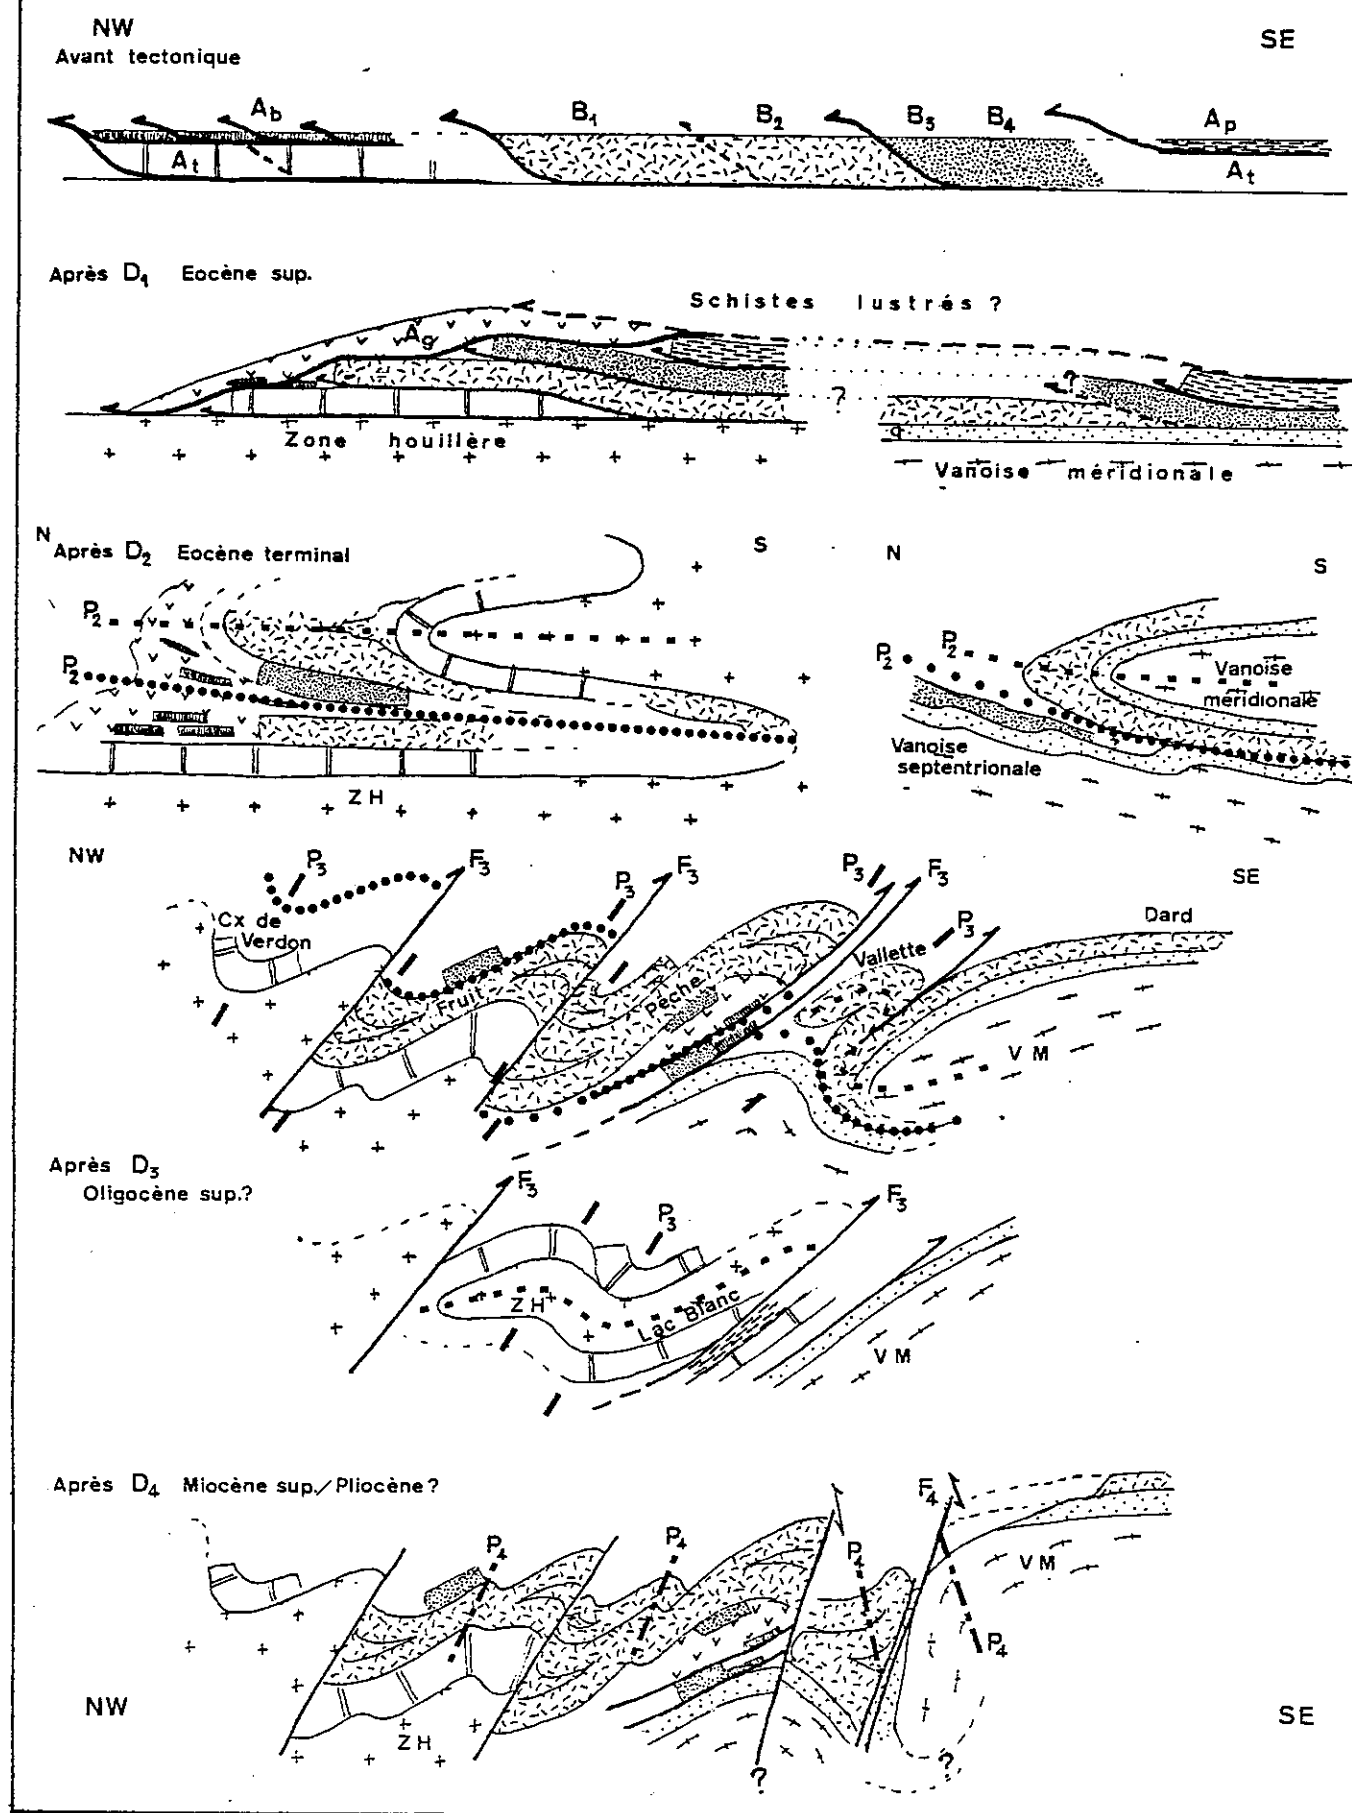 NW
SE
Avant tectonique
Ab B1 B2 B3 B4 Ap
At At
Après D1 Eocène sup.
Schistes lustrés ?
Ag
?
?
Zone houillère
Vanoise méridionale
N
Après D2 Eocène terminal
S
N
S
P2
P2
P2
P2
Vanoise
méridionale
Vanoise
septentrionale
ZH
NW
P3
F3
P3
F3
P3
F3
SE
Cx de
Verdon
P3
Dard
Vallette
Fruit
Pêche
VM
Après D3
Oligocène sup.?
F3
P3
F3
ZH
Lac Blanc
VM
Après D4 Miocène sup./Pliocène ?
F4
P4
P4
P4
VM
P4
NW
ZH
SE
?
?